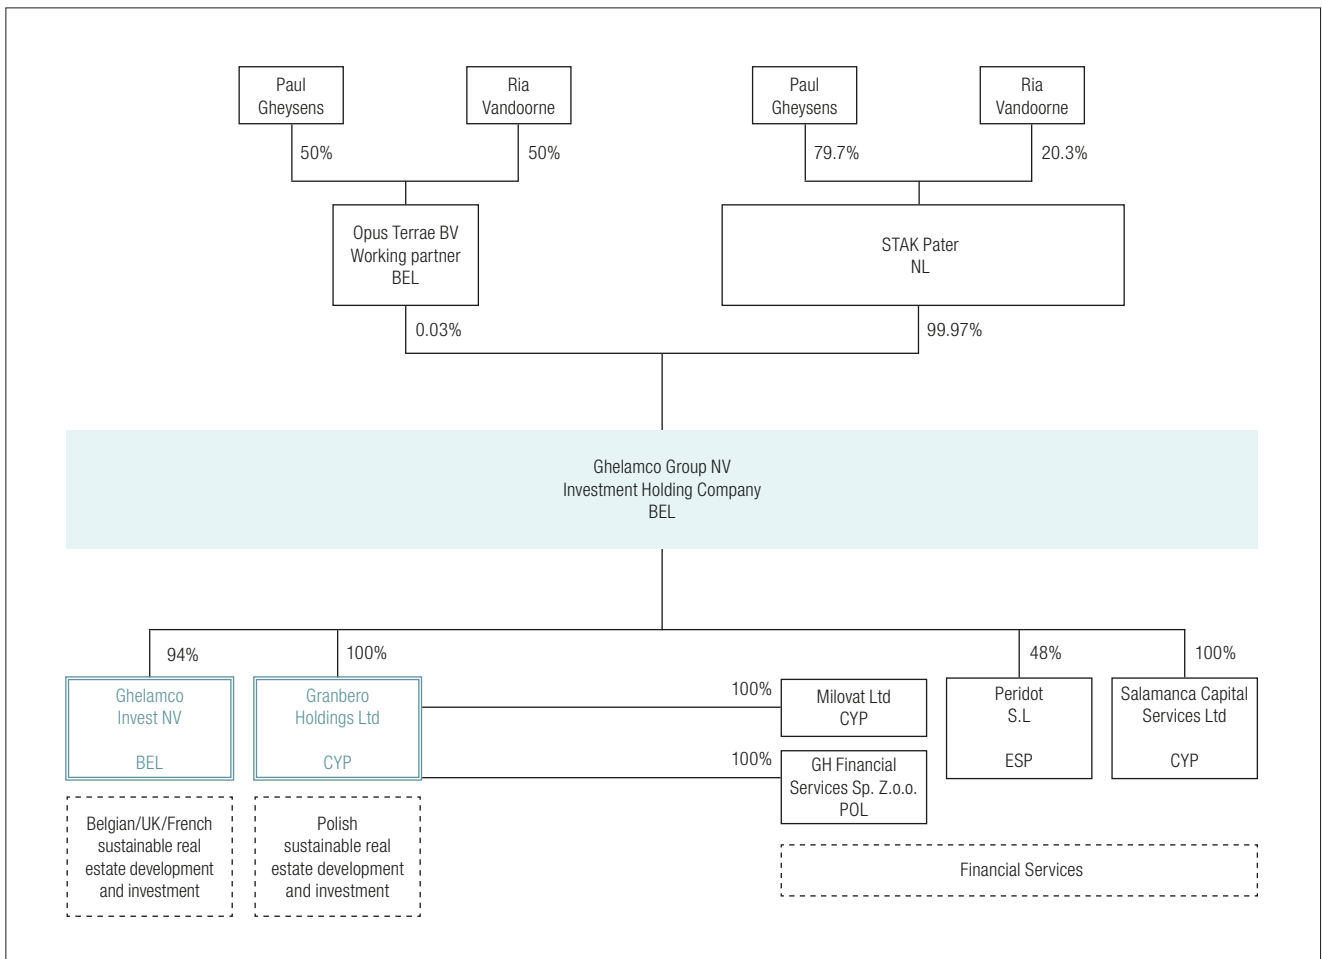 Paul
Gheysens
Ria
Vandoorne
Paul
Gheysens
Ria
Vandoorne
50%
50%
79.7%
20.3%
Opus Terrae BV
Working partner
BEL
STAK Pater
NL
0.03%
99.97%
Ghelamco Group NV
Investment Holding Company
BEL
94%
100%
48%
100%
Ghelamco
Invest NV
BEL
Granbero
Holdings Ltd
CYP
100%
Milovat Ltd
CYP
100%
GH Financial
Services Sp. Z.o.o.
POL
Peridot
S.L
ESP
Salamanca Capital
Services Ltd
CYP
Belgian/UK/French
sustainable real
estate development
and investment
Polish
sustainable real
estate development
and investment
Financial Services